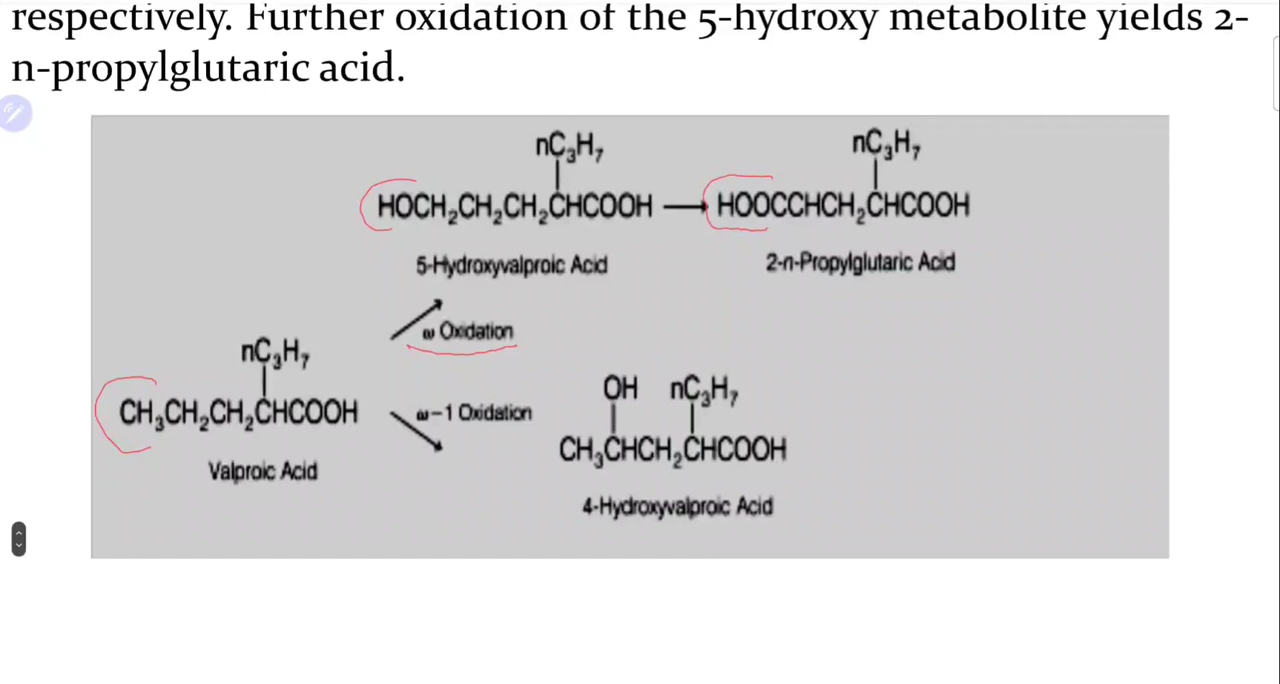 respectively. Further oxidation of the 5-hydroxy metabolite yields 2-
n-propylglutaric acid.
nC₃H₇
nC₃H₇
HOCH₂CH₂CH₂CHCOOH → HOOCCHCH₂CHCOOH
5-Hydroxyvalproic Acid
2-n-Propylglutaric Acid
ω Oxidation
nC₃H₇
CH₃CH₂CH₂CHCOOH
Valproic Acid
ω-1 Oxidation
OH nC₃H₇
CH₃CHCH₂CHCOOH
4-Hydroxyvalproic Acid